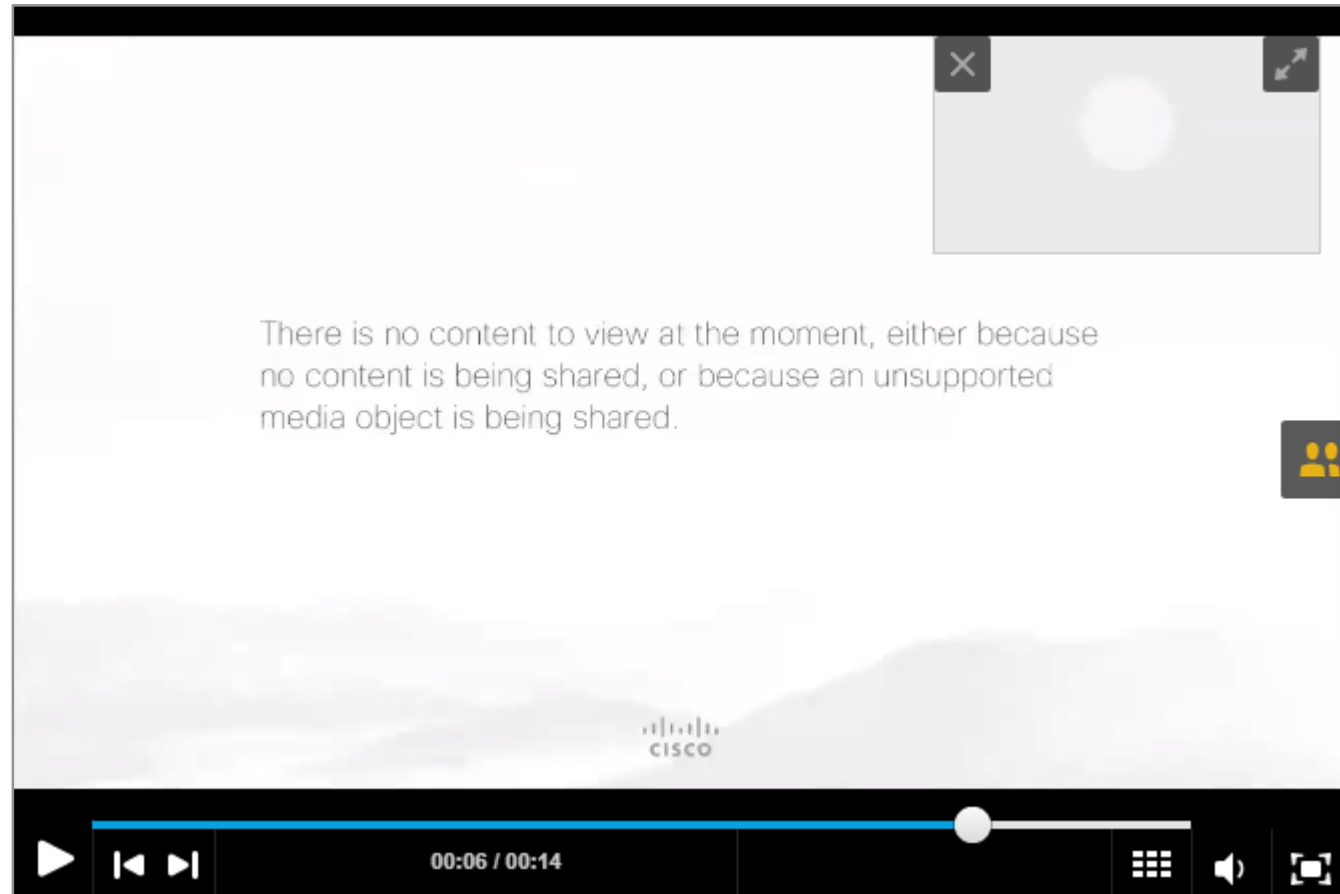 There is no content to view at the moment, either because
no content is being shared, or because an unsupported
media object is being shared.
CISCO
00:06 / 00:14